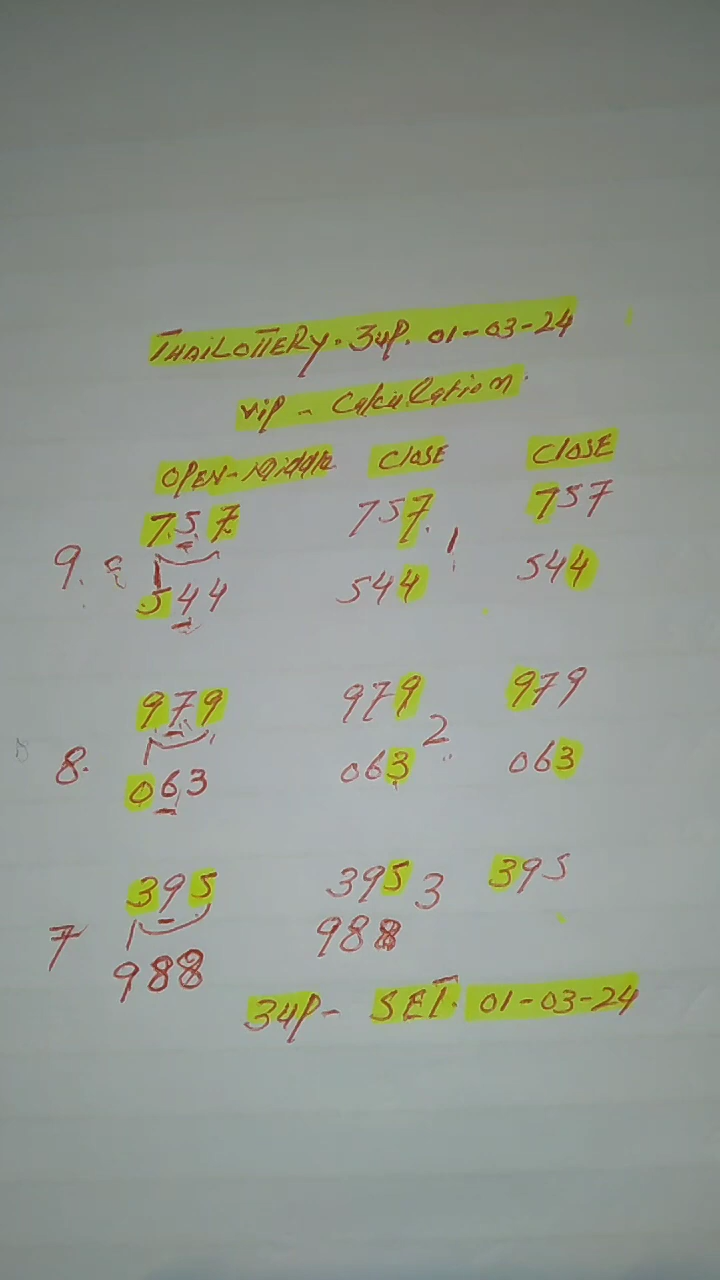 THAILOTTERY. 3UP. 01-03-24
vip - Calculation.
OPEN-Middle CLOSE CLOSE
757 757. 757
9. 1
544 544 544
979 979 979
8. 2
063 063 063
395 395 3 395
7
988 988
3UP- SET. 01-03-24